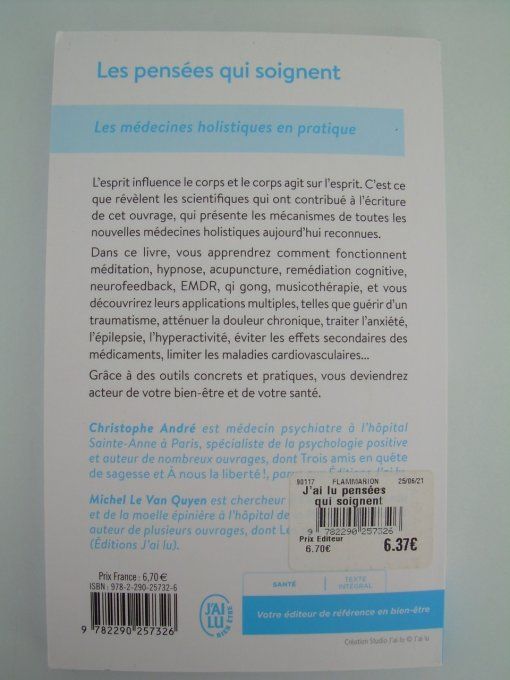 Les pensées qui soignent
Les médecines holistiques en pratique
L'esprit influence le corps et le corps agit sur l'esprit. C'est ce
que révèlent les scientifiques qui ont contribué à l'écriture
de cet ouvrage, qui présente les mécanismes de toutes les
nouvelles médecines holistiques aujourd'hui reconnues.
Dans ce livre, vous apprendrez comment fonctionnent
méditation, hypnose, acupuncture, remédiation cognitive,
neurofeedback, EMDR, qi gong, musicothérapie, et vous
découvrirez leurs applications multiples, telles que guérir d'un
traumatisme, atténuer la douleur chronique, traiter l'anxiété,
l'épilepsie, l'hyperactivité, éviter les effets secondaires des
médicaments, limiter les maladies cardiovasculaires...
Grâce à des outils concrets et pratiques, vous deviendrez
acteur de votre bien-être et de votre santé.
Christophe André est médecin psychiatre à l'hôpital
Sainte-Anne à Paris, spécialiste de la psychologie positive
et auteur de nombreux ouvrages, dont Trois amis en quête
de sagesse et À nous la liberté !, parus aux Éditions J'ai lu.
Michel Le Van Quyen est chercheur
et de la moelle épinière à l'hôpital de
auteur de plusieurs ouvrages, dont
(Éditions J'ai lu).
90117 FLAMMARION 25/06/21
J'ai lu pensées
qui soignent
9 782290 257326
Prix Editeur
6.70€ 6.37€
Prix France : 6,70 €
ISBN : 978-2-290-25732-6
9 782290 257326
J'AI
LU
BIEN-ÊTRE
SANTÉ
TEXTE
INTÉGRAL
Votre éditeur de référence en bien-être
Création Studio J'ai lu © J'ai lu